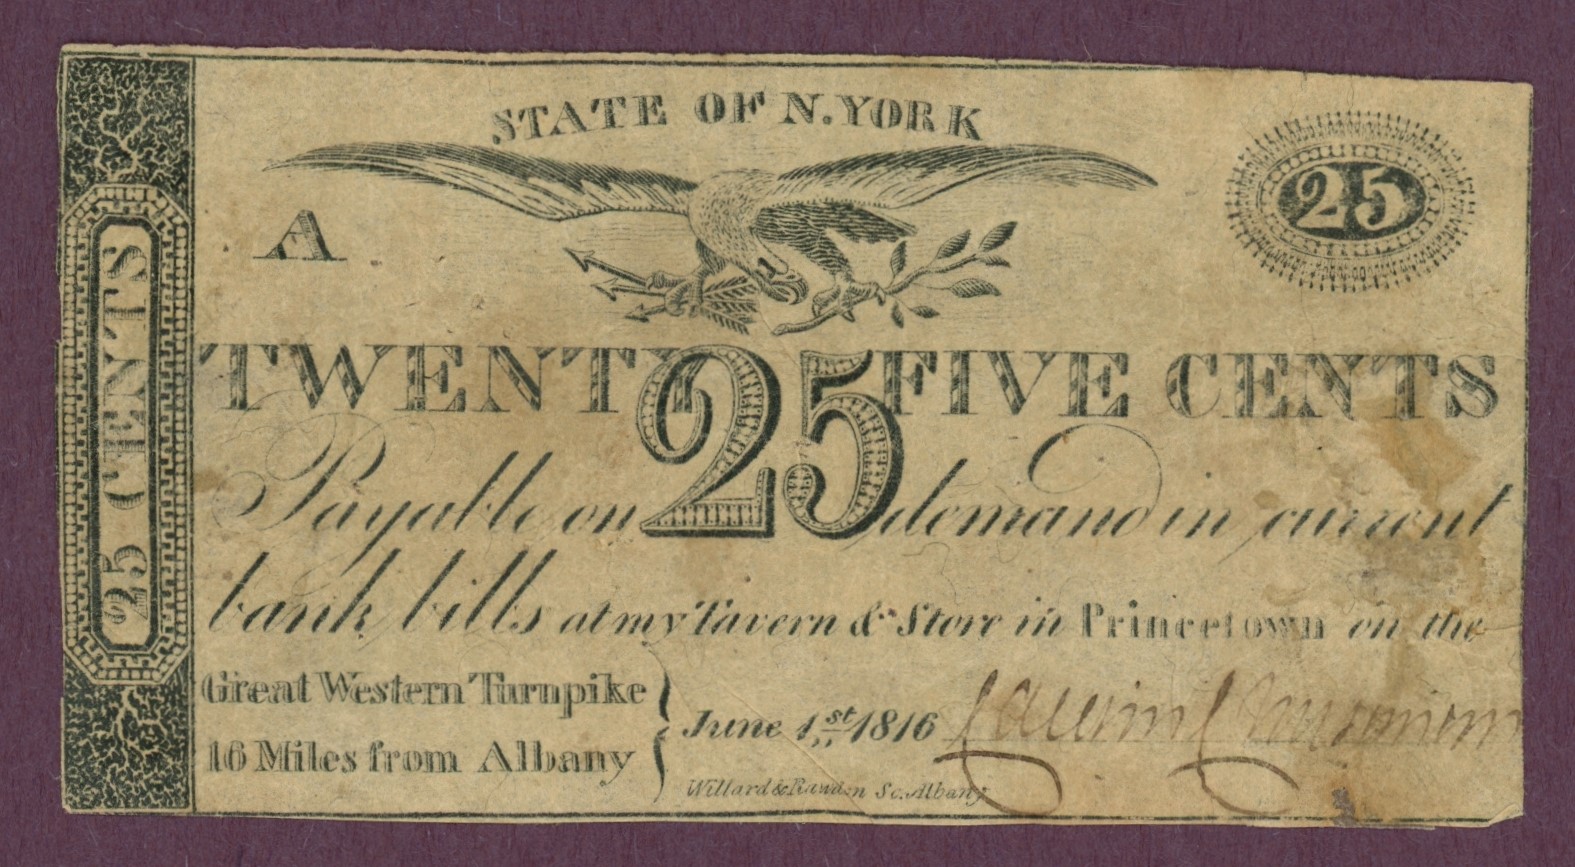 STATE OF N.YORK
25
A
TWENTY FIVE CENTS
25
Payable on demand in current
bank bills at my Tavern & Store in Princetown on the
Great Western Turnpike
16 Miles from Albany
June 1st 1816
Willard & Rawdon Sc. Albany
25 CENTS